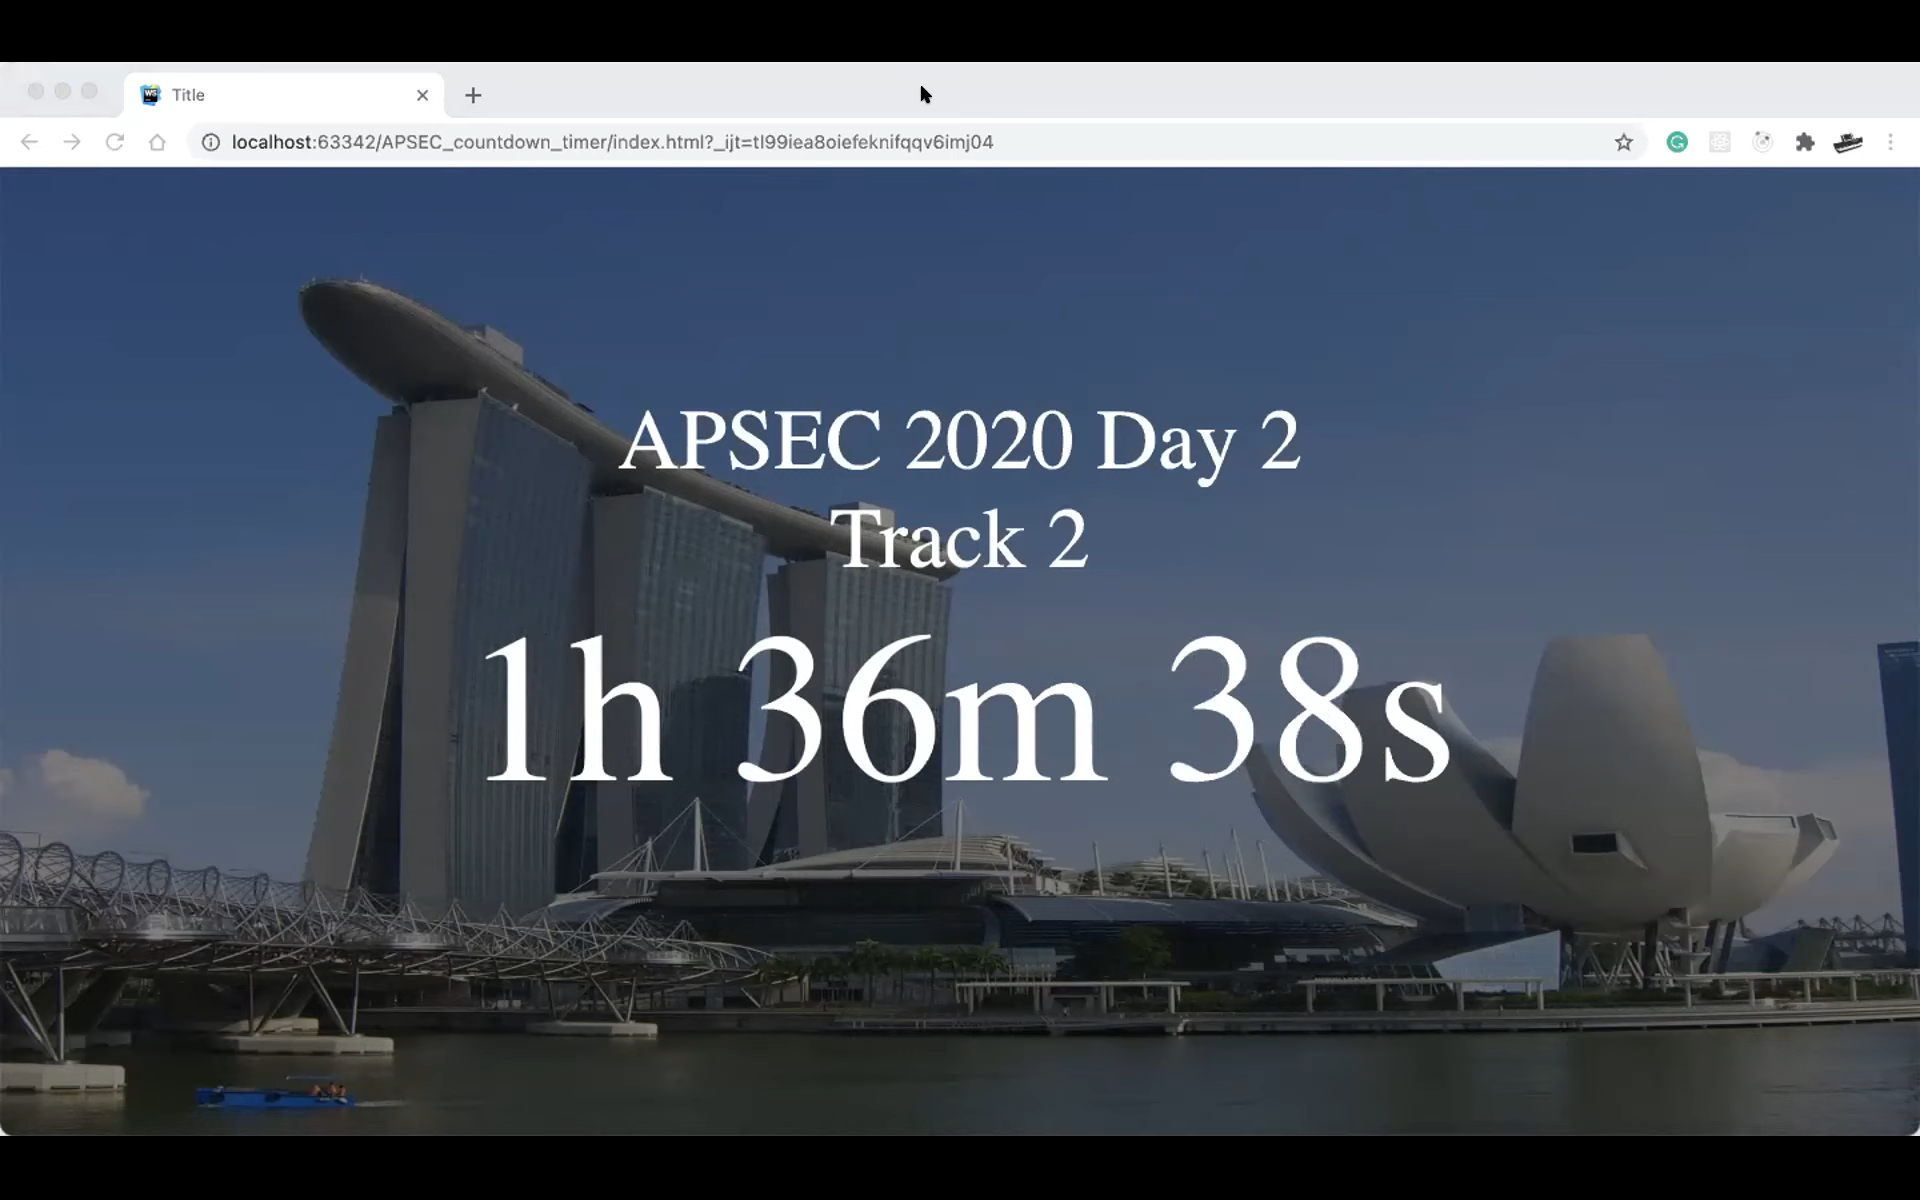 Title
localhost:63342/APSEC_countdown_timer/index.html?_ijt=tl99iea8oiefeknifqqv6imj04
APSEC 2020 Day 2
Track 2
1h 36m 38s